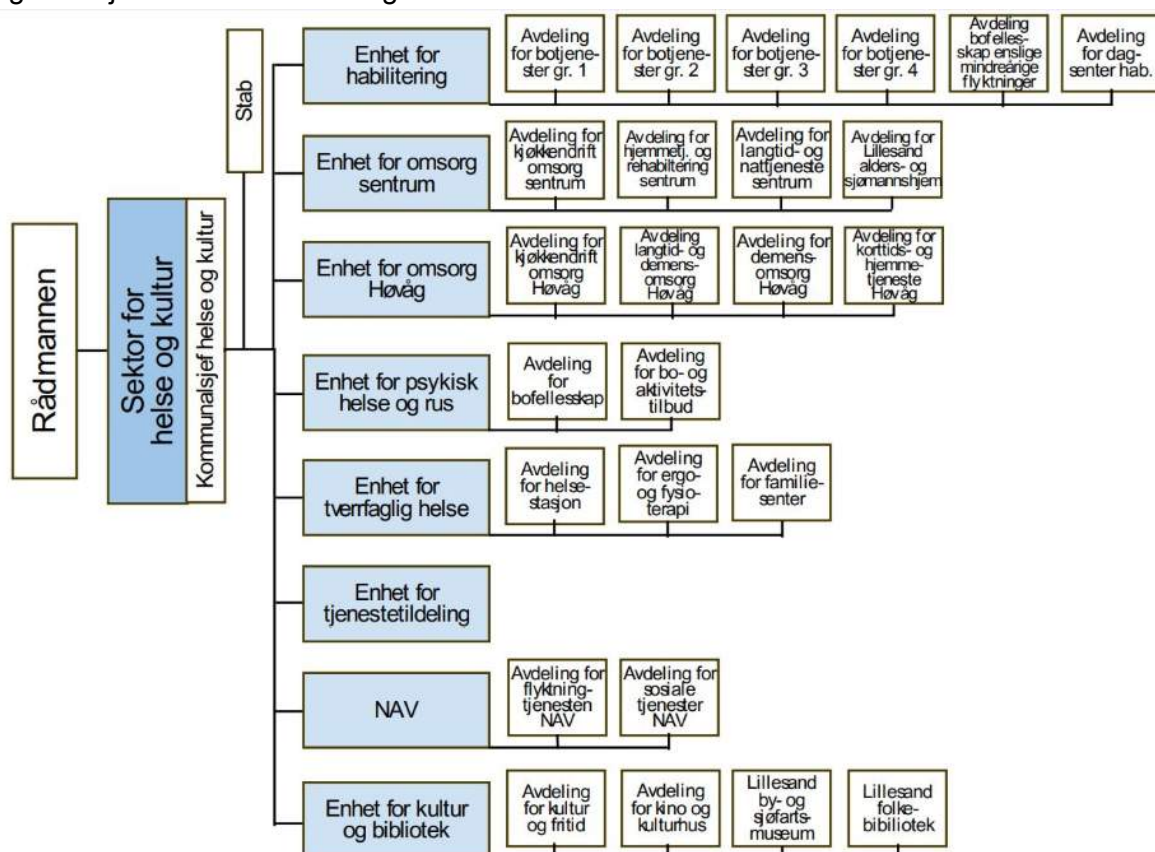 Rådmannen
Sektor for
helse og kultur
Kommunalsjef helse og kultur
Stab
Enhet for
habilitering
Avdeling
for botjene-
ster gr. 1
Avdeling
for botjene-
ster gr. 2
Avdeling
for botjene-
ster gr. 3
Avdeling
for botjene-
ster gr. 4
Avdeling
bofelles-
skap enslige
mindreårige
flyktninger
Avdeling
for dag-
senter hab.
Enhet for omsorg
sentrum
Avdeling for
kjøkkendrift
omsorg
sentrum
Avdeling for
hjemmetj. og
rehabiltering
sentrum
Avdeling for
langtid- og
nattjeneste
sentrum
Avdeling for
Lillesand
alders- og
sjømannshjem
Enhet for omsorg
Høvåg
Avdeling for
kjøkkendrift
omsorg
Høvåg
Avdeling
langtid- og
demens-
omsorg
Høvåg
Avdeling for
demens-
omsorg
Høvåg
Avdeling for
korttids- og
hjemme-
tjeneste
Høvåg
Enhet for psykisk
helse og rus
Avdeling
for
bofellesskap
Avdeling
for bo- og
aktivitets-
tilbud
Enhet for
tverrfaglig helse
Avdeling
for helse-
stasjon
Avdeling
for ergo-
og fysio-
terapi
Avdeling
for familie-
senter
Enhet for
tjenestetildeling
NAV
Avdeling for
flyktning-
tjenesten
NAV
Avdeling for
sosiale
tjenester
NAV
Enhet for kultur
og bibliotek
Avdeling
for kultur
og fritid
Avdeling
for kino og
kulturhus
Lillesand
by- og
sjøfarts-
museum
Lillesand
folke-
bibiliotek